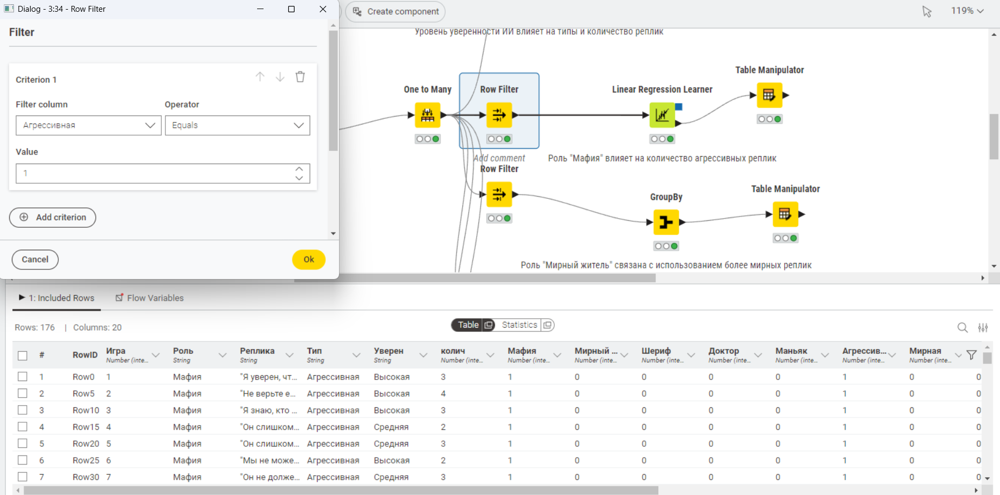 Dialog - 3:34 - Row Filter
Filter
Criterion 1
Filter column
Operator
Агрессивная
Equals
Value
1
Add criterion
Cancel
Ok
Create component
119%
Уровень уверенности ИИ влияет на типы и количество реплик
One to Many
Row Filter
Linear Regression Learner
Table Manipulator
Add comment
Роль "Мафия" влияет на количество агрессивных реплик
Row Filter
GroupBy
Table Manipulator
Роль "Мирный житель" связана с использованием более мирных реплик
1: Included Rows
Flow Variables
Rows: 176 | Columns: 20
Table
Statistics
# RowID Игра Роль Реплика Тип Уверен колич Мафия Мирный ... Шериф Доктор Маньяк Агрессив... Мирная
Number (inte... String String String String Number (inte... Number (inte... Number (inte... Number (inte... Number (inte... Number (inte... Number (inte... Number (inte...
1 Row0 1 Мафия "Я уверен, чт... Агрессивная Высокая 3 1 0 0 0 0 1 0 0
2 Row5 2 Мафия "Не верьте е... Агрессивная Высокая 4 1 0 0 0 0 1 0 0
3 Row10 3 Мафия "Я знаю, кто ... Агрессивная Высокая 3 1 0 0 0 0 1 0 0
4 Row15 4 Мафия "Он слишком... Агрессивная Средняя 2 1 0 0 0 0 1 0 0
5 Row20 5 Мафия "Он слишком... Агрессивная Средняя 3 1 0 0 0 0 1 0 0
6 Row25 6 Мафия "Мы не може... Агрессивная Высокая 2 1 0 0 0 0 1 0 0
7 Row30 7 Мафия "Он не долже... Агрессивная Средняя 3 1 0 0 0 0 1 0 0